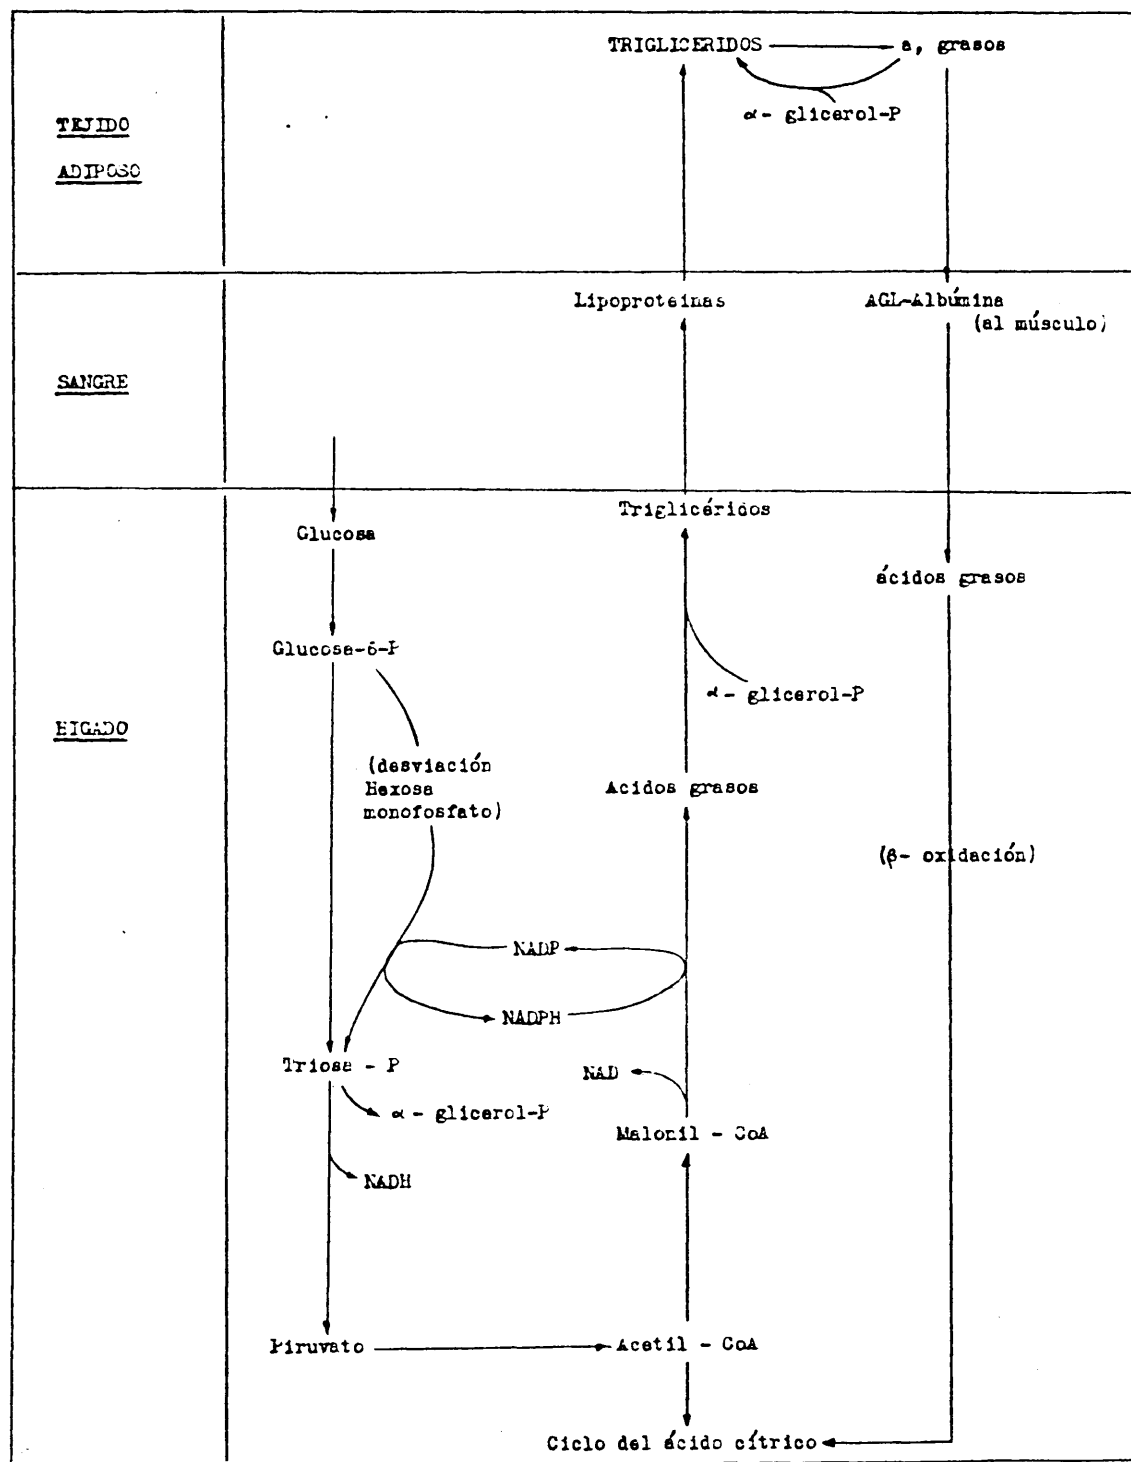 TRIGLICERIDOS
a, grasos
α - glicerol-P
TEJIDO
ADIPOSO
Lipoproteinas
AGL-Albúmina
(al músculo)
SANGRE
Triglicéridos
Glucosa
ácidos grasos
Glucosa-6-P
α - glicerol-P
HIGADO
(desviación
Hexosa
monofosfato)
Acidos grasos
(β- oxidación)
NADP
NADPH
Triosa - P
NAD
α - glicerol-P
Malonil - CoA
NADH
Piruvato
Acetil - CoA
Ciclo del ácido cítrico